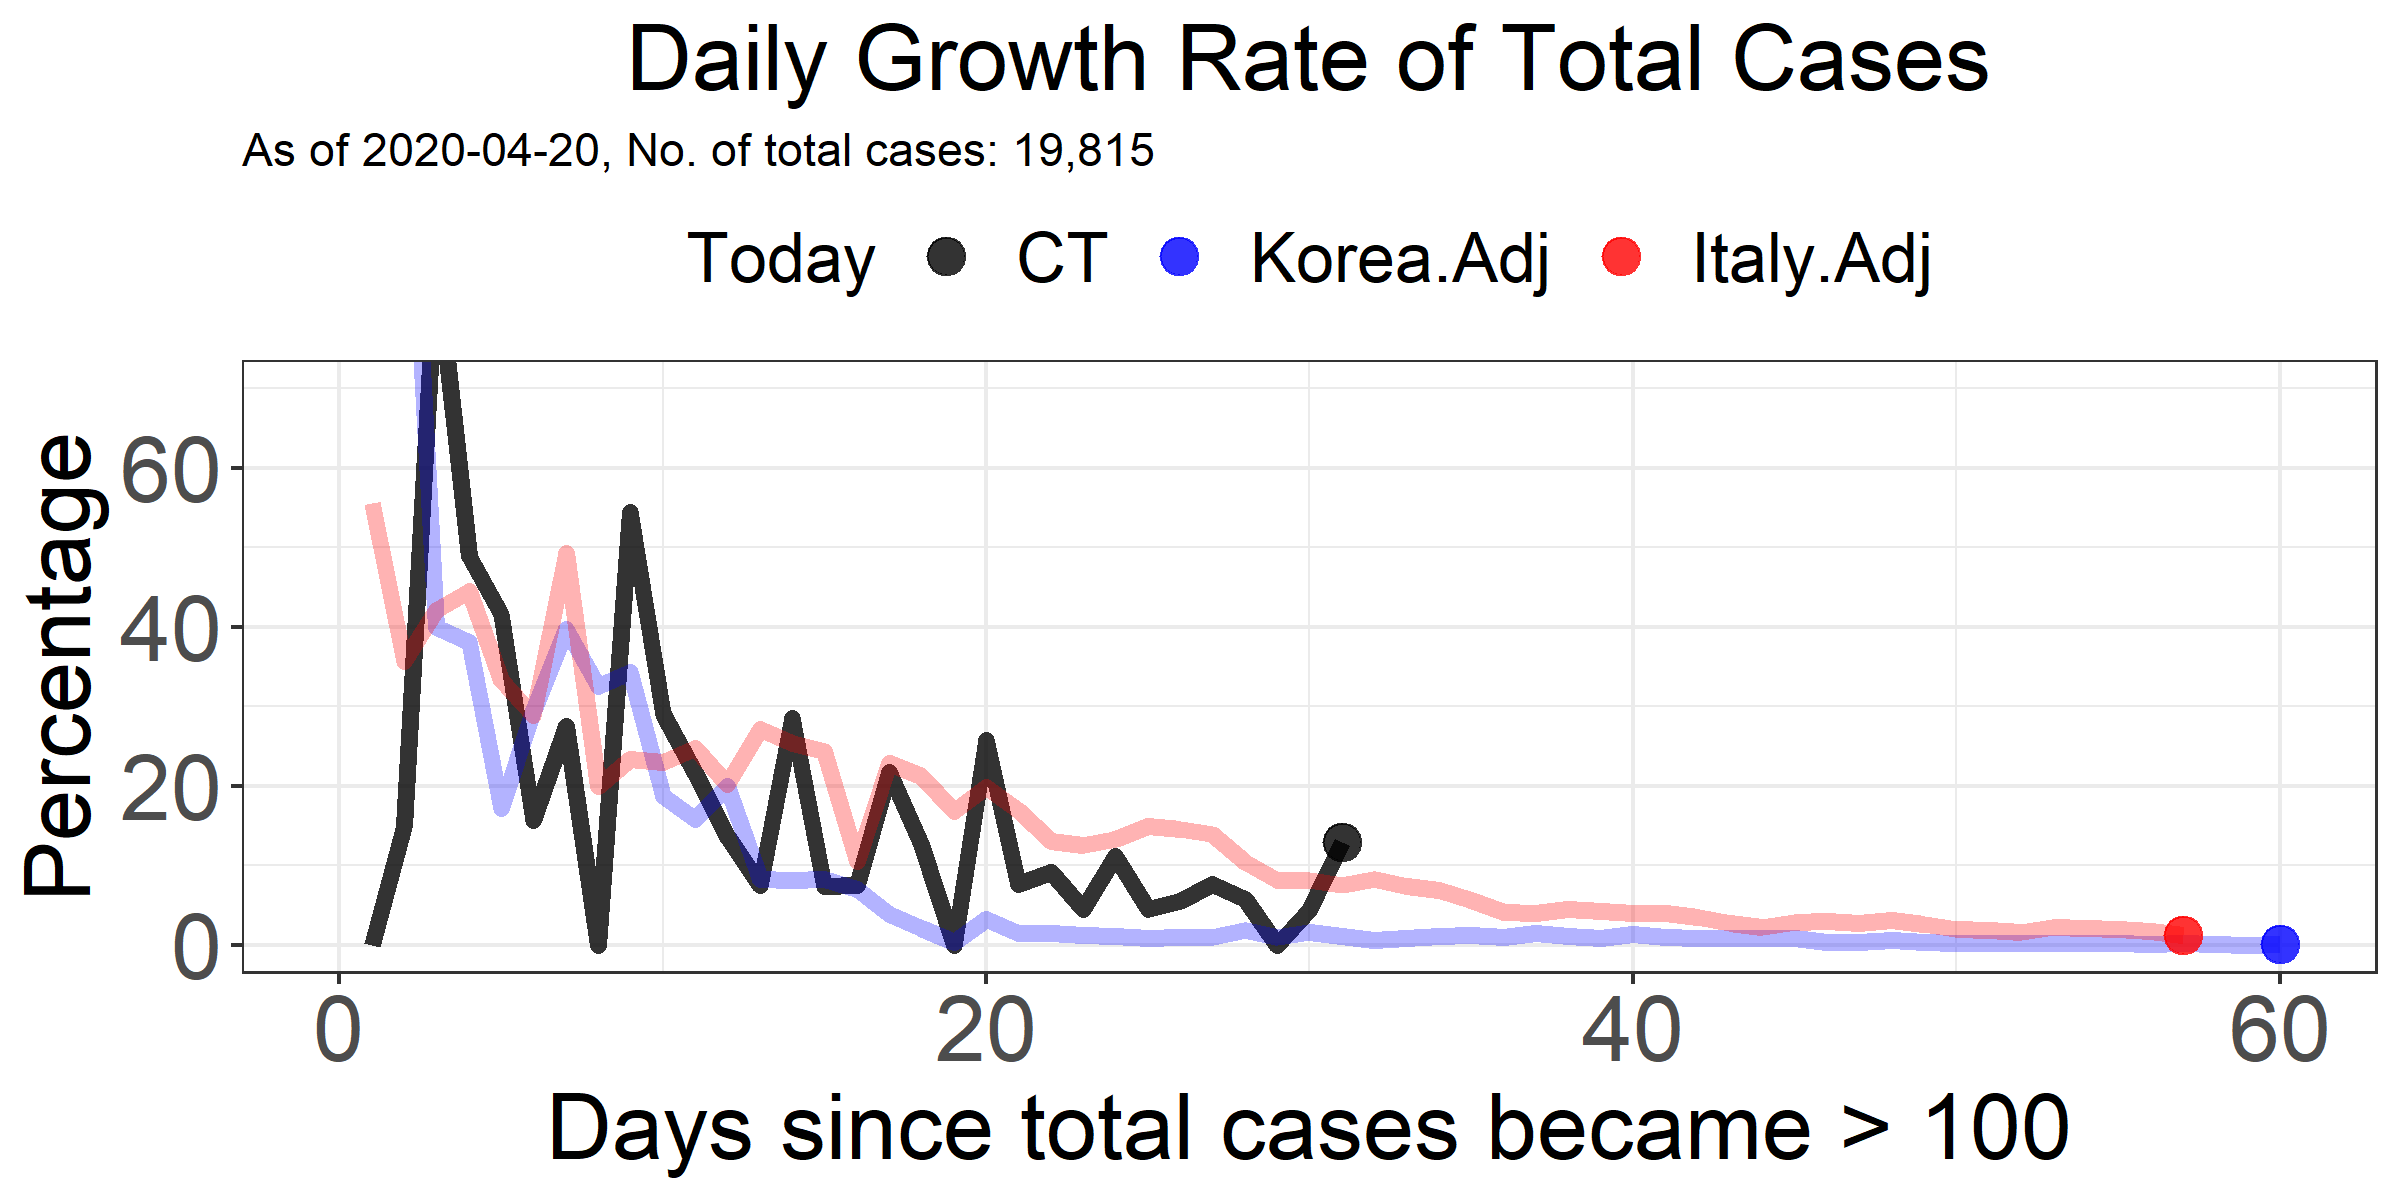 Daily Growth Rate of Total Cases
As of 2020-04-20, No. of total cases: 19,815
Today CT Korea.Adj Italy.Adj
Percentage
60
40
20
0
0 20 40 60
Days since total cases became > 100